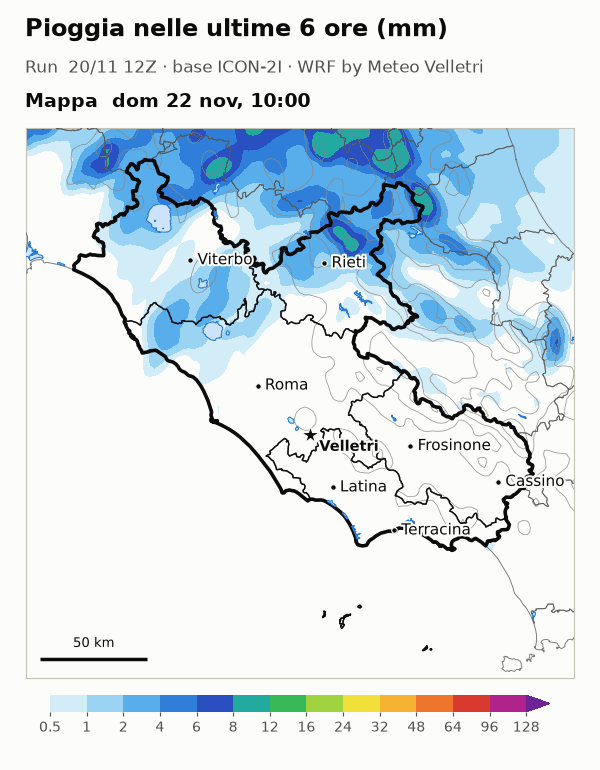 Pioggia nelle ultime 6 ore (mm)
Run  20/11 12Z · base ICON-2I · WRF by Meteo Velletri
Mappa  dom 22 nov, 10:00
Viterbo
Rieti
Roma
Velletri
Frosinone
Latina
Cassino
Terracina
50 km
0.5 1 2 4 6 8 12 16 24 32 48 64 96 128